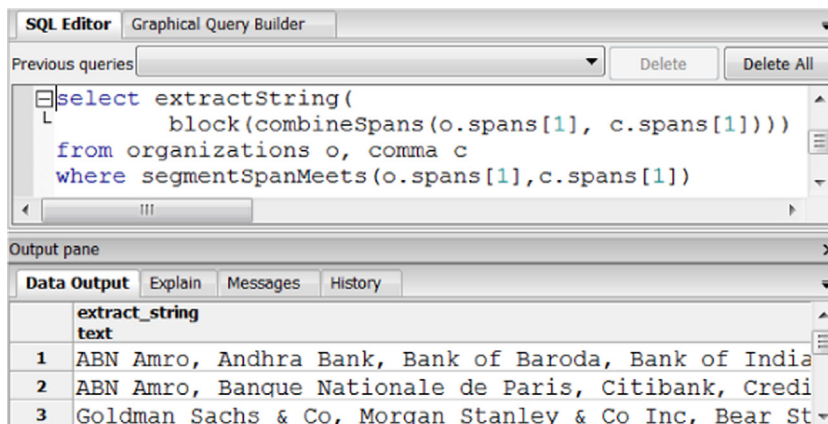 SQL Editor Graphical Query Builder
Previous queries Delete Delete All
select extractString(
block(combineSpans(o.spans[1], c.spans[1])))
from organizations o, comma c
where segmentSpanMeets(o.spans[1],c.spans[1])
Output pane
Data Output Explain Messages History
extract_string
text
1 ABN Amro, Andhra Bank, Bank of Baroda, Bank of India
2 ABN Amro, Banque Nationale de Paris, Citibank, Credi
3 Goldman Sachs & Co, Morgan Stanley & Co Inc, Bear St